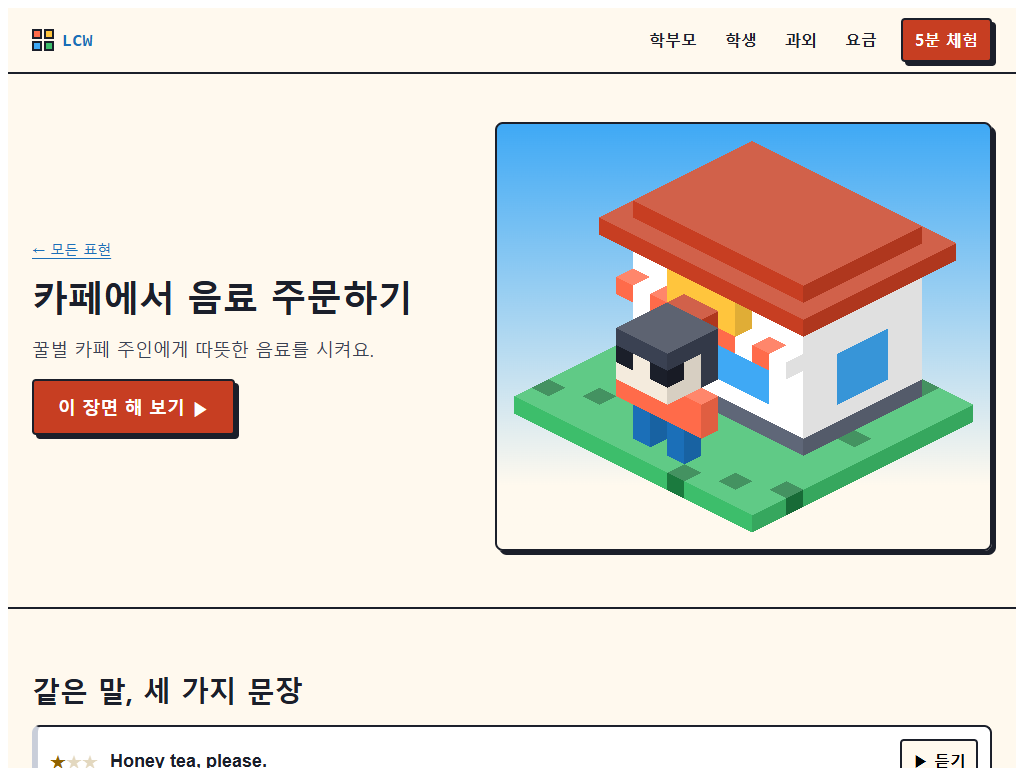 LCW
학부모
학생
과외
요금
5분 체험
← 모든 표현
카페에서 음료 주문하기
꿀벌 카페 주인에게 따뜻한 음료를 시켜요.
이 장면 해 보기 ▶
같은 말, 세 가지 문장
★★★ Honey tea, please.
▶ 듣기